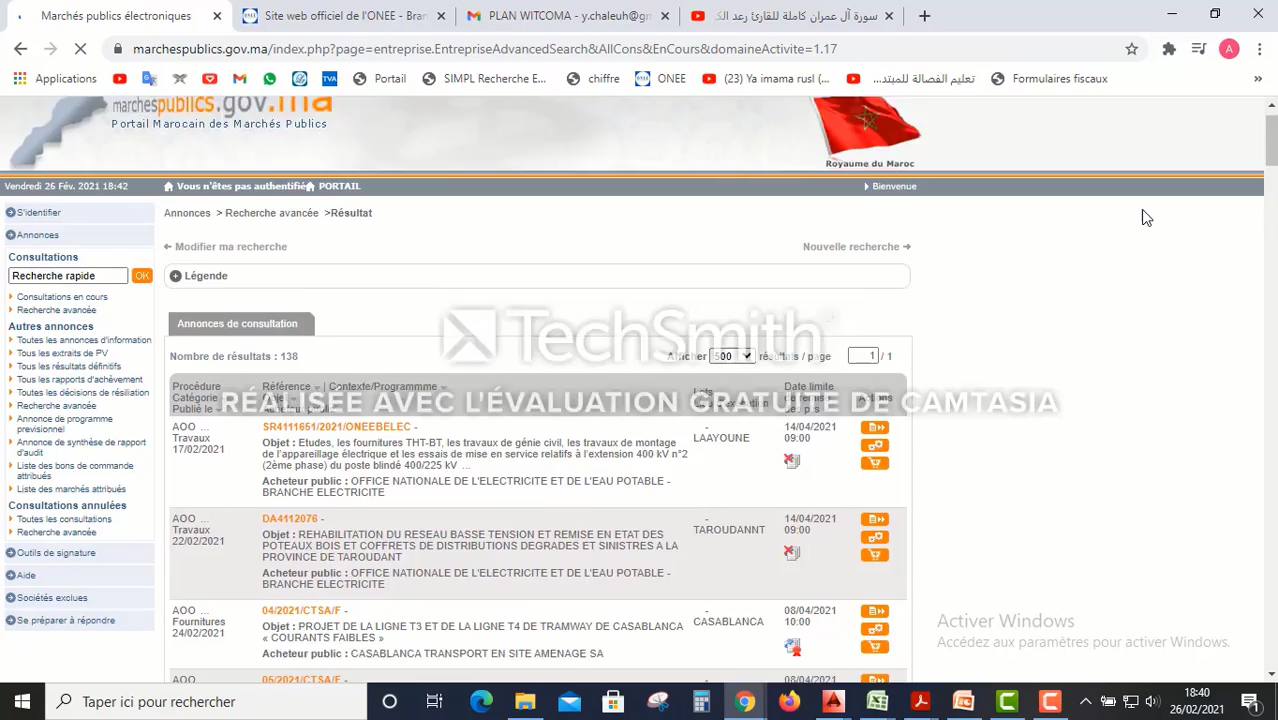 Marchés publics électroniques
Site web officiel de l'ONEE - Bran
PLAN WITCOMA - y.chaleuh@gm
سورة آل عمران كاملة للقارئ رعد الك
marchespublics.gov.ma/index.php?page=entreprise.EntrepriseAdvancedSearch&AllCons&EnCours&domaineActivite=1.17
A
Applications
TVA
Portail
SIMPL Recherche E...
chiffre
ONEE
(23) Ya imama rusl (...
تعليم الفصالة للمبتد...
Formulaires fiscaux
»
marchespublics.gov.ma
Portail Marocain des Marchés Publics
Royaume du Maroc
Vendredi 26 Fév. 2021 18:42
Vous n'êtes pas authentifié
PORTAIL
Bienvenue
S'identifier
Annonces
Consultations
Recherche rapide
OK
Consultations en cours
Recherche avancée
Autres annonces
Toutes les annonces d'information
Tous les extraits de PV
Tous les résultats définitifs
Tous les rapports d'achèvement
Toutes les décisions de résiliation
Recherche avancée
Annonce de programme
previsionnel
Annonce de synthèse de rapport
d'audit
Liste des bons de commande
attribués
Liste des marchés attribués
Consultations annulées
Toutes les consultations
Recherche avancée
Outils de signature
Aide
Sociétés exclues
Se préparer à répondre
Annonces > Recherche avancée >Résultat
Modifier ma recherche
Nouvelle recherche
Légende
Annonces de consultation
Nombre de résultats : 138
Afficher 500 résultats / page 1 / 1
Procédure
Catégorie
Publié le
Référence | Contexte/Programmme
Objet
Date limite
Actions
AOO ...
Travaux
17/02/2021
SR4111651/2021/ONEEBELEC -
Objet : Etudes, les fournitures THT-BT, les travaux de génie civil, les travaux de montage
de l'appareillage électrique et les essais de mise en service relatifs à l'extension 400 kV n°2
(2ème phase) du poste blindé 400/225 kV ...
Acheteur public : OFFICE NATIONALE DE L'ELECTRICITE ET DE L'EAU POTABLE -
BRANCHE ELECTRICITE
-
LAAYOUNE
14/04/2021
09:00
AOO ...
Travaux
22/02/2021
DA4112076 -
Objet : REHABILITATION DU RESEAU BASSE TENSION ET REMISE EN ETAT DES
POTEAUX BOIS ET COFFRETS DE DISTRIBUTIONS DEGRADES ET SINISTRES A LA
PROVINCE DE TAROUDANT
Acheteur public : OFFICE NATIONALE DE L'ELECTRICITE ET DE L'EAU POTABLE -
BRANCHE ELECTRICITE
-
TAROUDANNT
14/04/2021
09:00
AOO ...
Fournitures
24/02/2021
04/2021/CTSA/F -
Objet : PROJET DE LA LIGNE T3 ET DE LA LIGNE T4 DE TRAMWAY DE CASABLANCA
« COURANTS FAIBLES »
Acheteur public : CASABLANCA TRANSPORT EN SITE AMENAGE SA
-
CASABLANCA
08/04/2021
10:00
AOO ...
05/2021/CTSA/F -
08/04/2021
TechSmith
RÉALISÉE AVEC L'ÉVALUATION GRATUITE DE CAMTASIA
Activer Windows
Accédez aux paramètres pour activer Windows.
Taper ici pour rechercher
18:40
26/02/2021
1